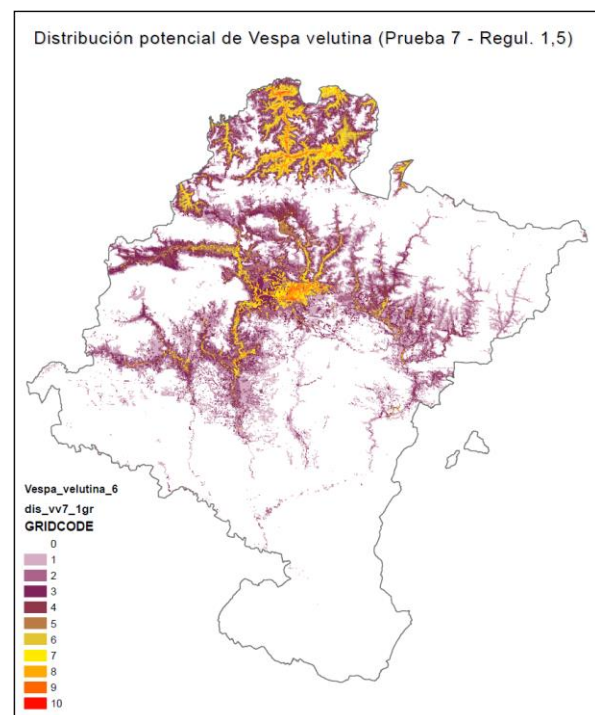 Distribución potencial de Vespa velutina (Prueba 7 - Regul. 1,5)
Vespa_velutina_6
dis_vv7_1gr
GRIDCODE
0
1
2
3
4
5
6
7
8
9
10